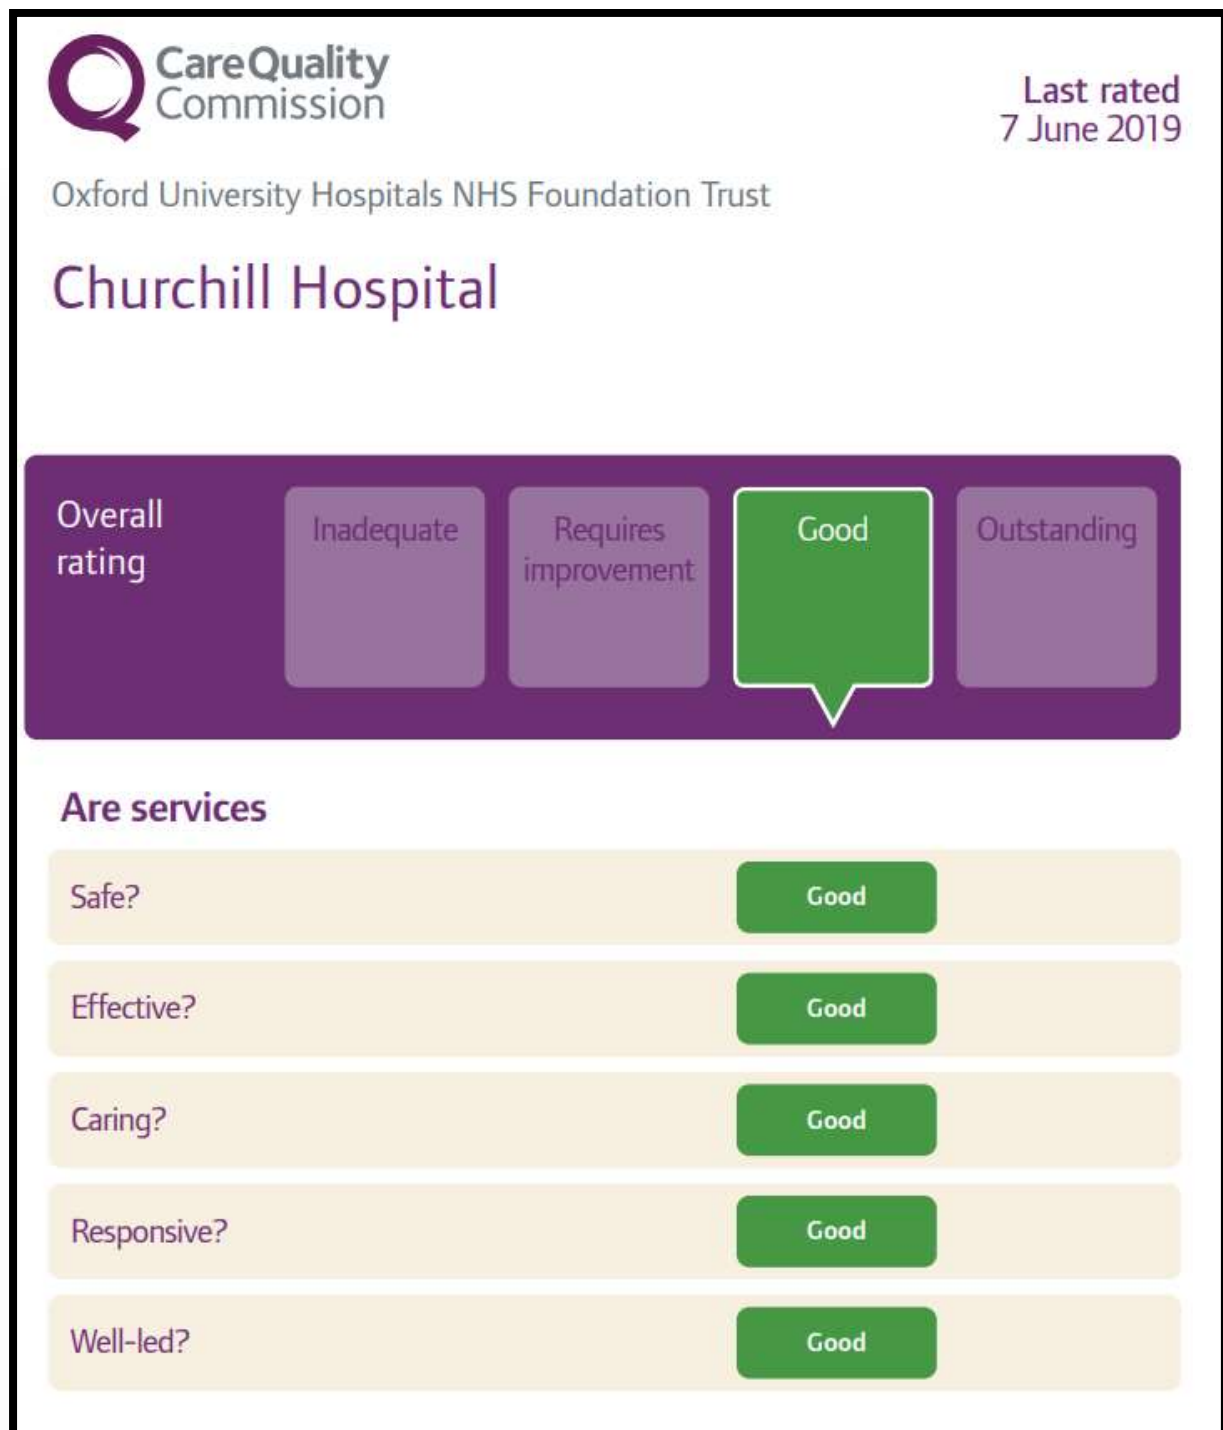 CareQuality
Commission
Last rated
7 June 2019
Oxford University Hospitals NHS Foundation Trust
Churchill Hospital
Overall
rating
Inadequate
Requires
improvement
Good
Outstanding
Are services
Safe?
Good
Effective?
Good
Caring?
Good
Responsive?
Good
Well-led?
Good